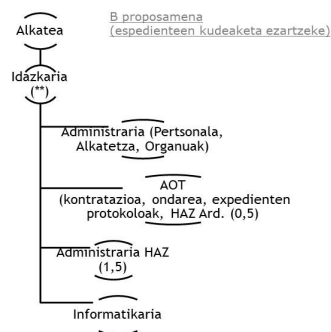 B proposamena
(espedienteen kudeaketa ezartzeke)
Alkatea
Idazkaria
(**)
Administraria (Pertsonala,
Alkatetza, Organuak)
AOT
(kontratazioa, ondarea, expedienten
protokoloak, HAZ Ard. (0,5)
Administraria HAZ
(1,5)
Informatikaria